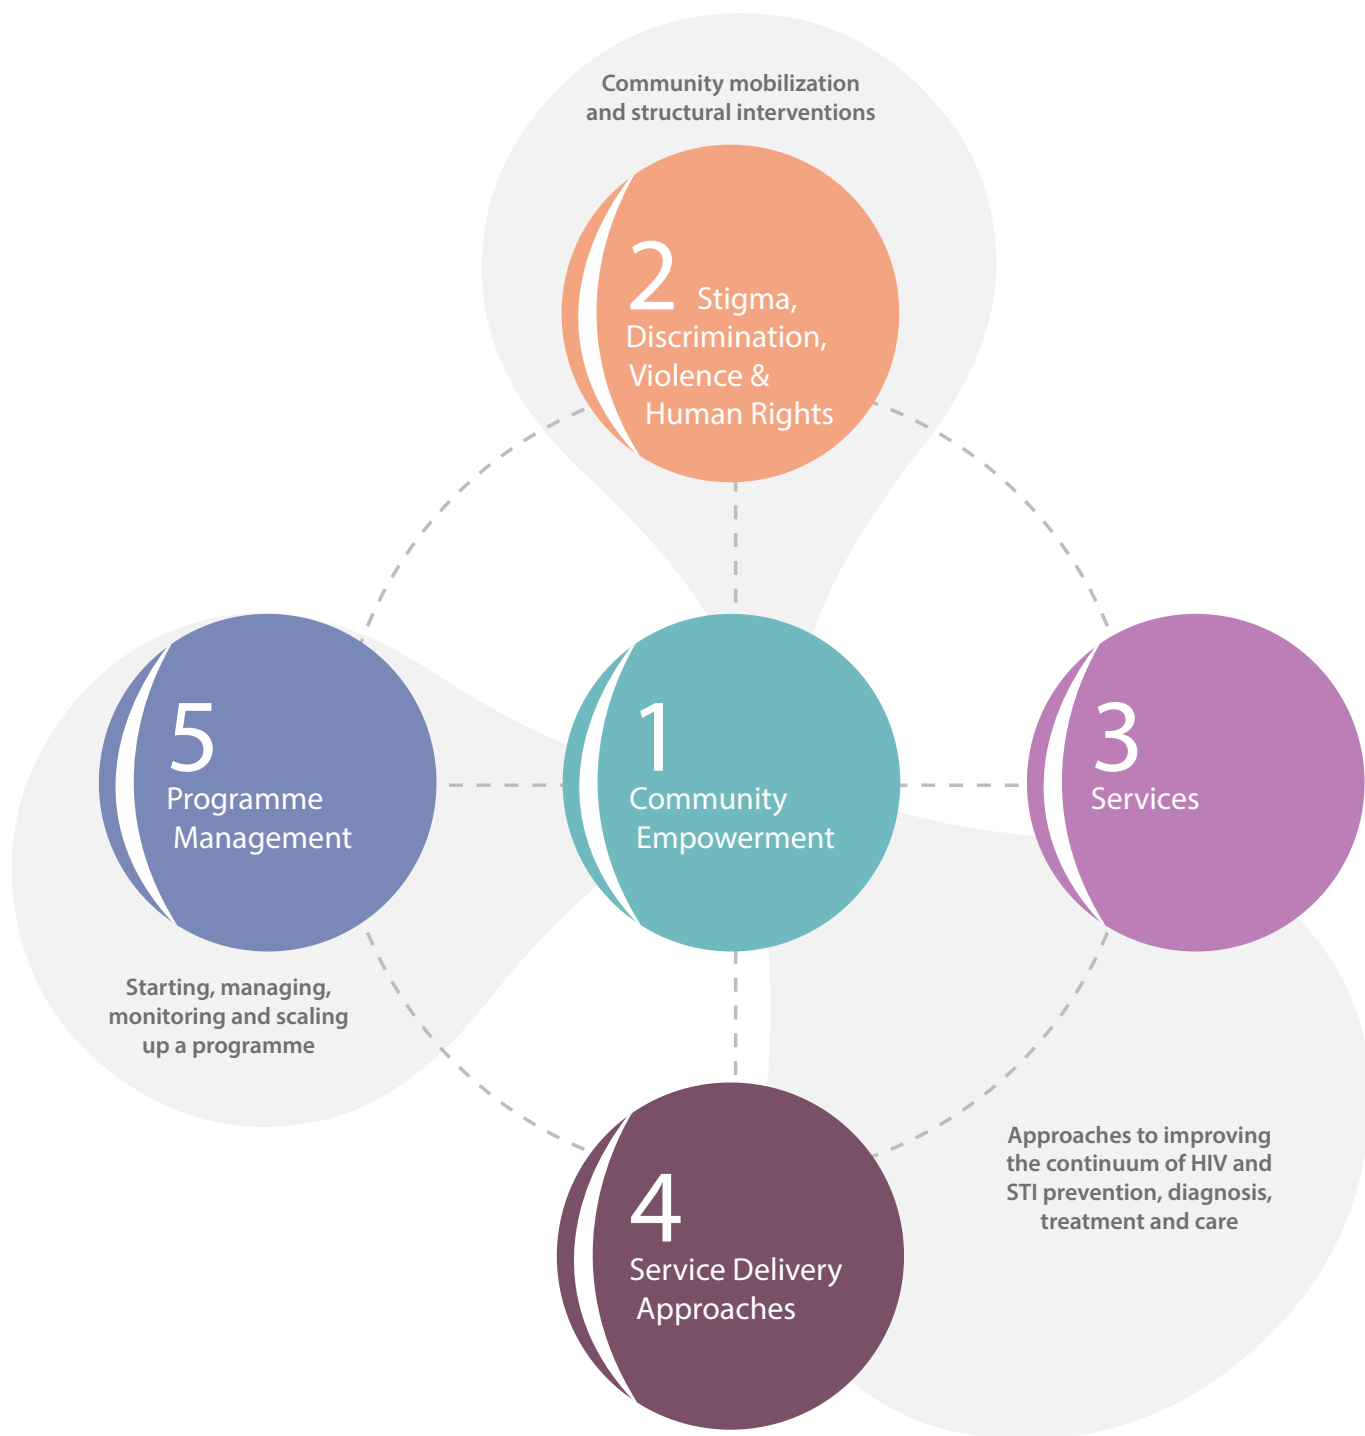 Community mobilization
and structural interventions
2 Stigma,
Discrimination,
Violence &
Human Rights
5
Programme
Management
1
Community
Empowerment
3
Services
Starting, managing,
monitoring and scaling
up a programme
4
Service Delivery
Approaches
Approaches to improving
the continuum of HIV and
STI prevention, diagnosis,
treatment and care